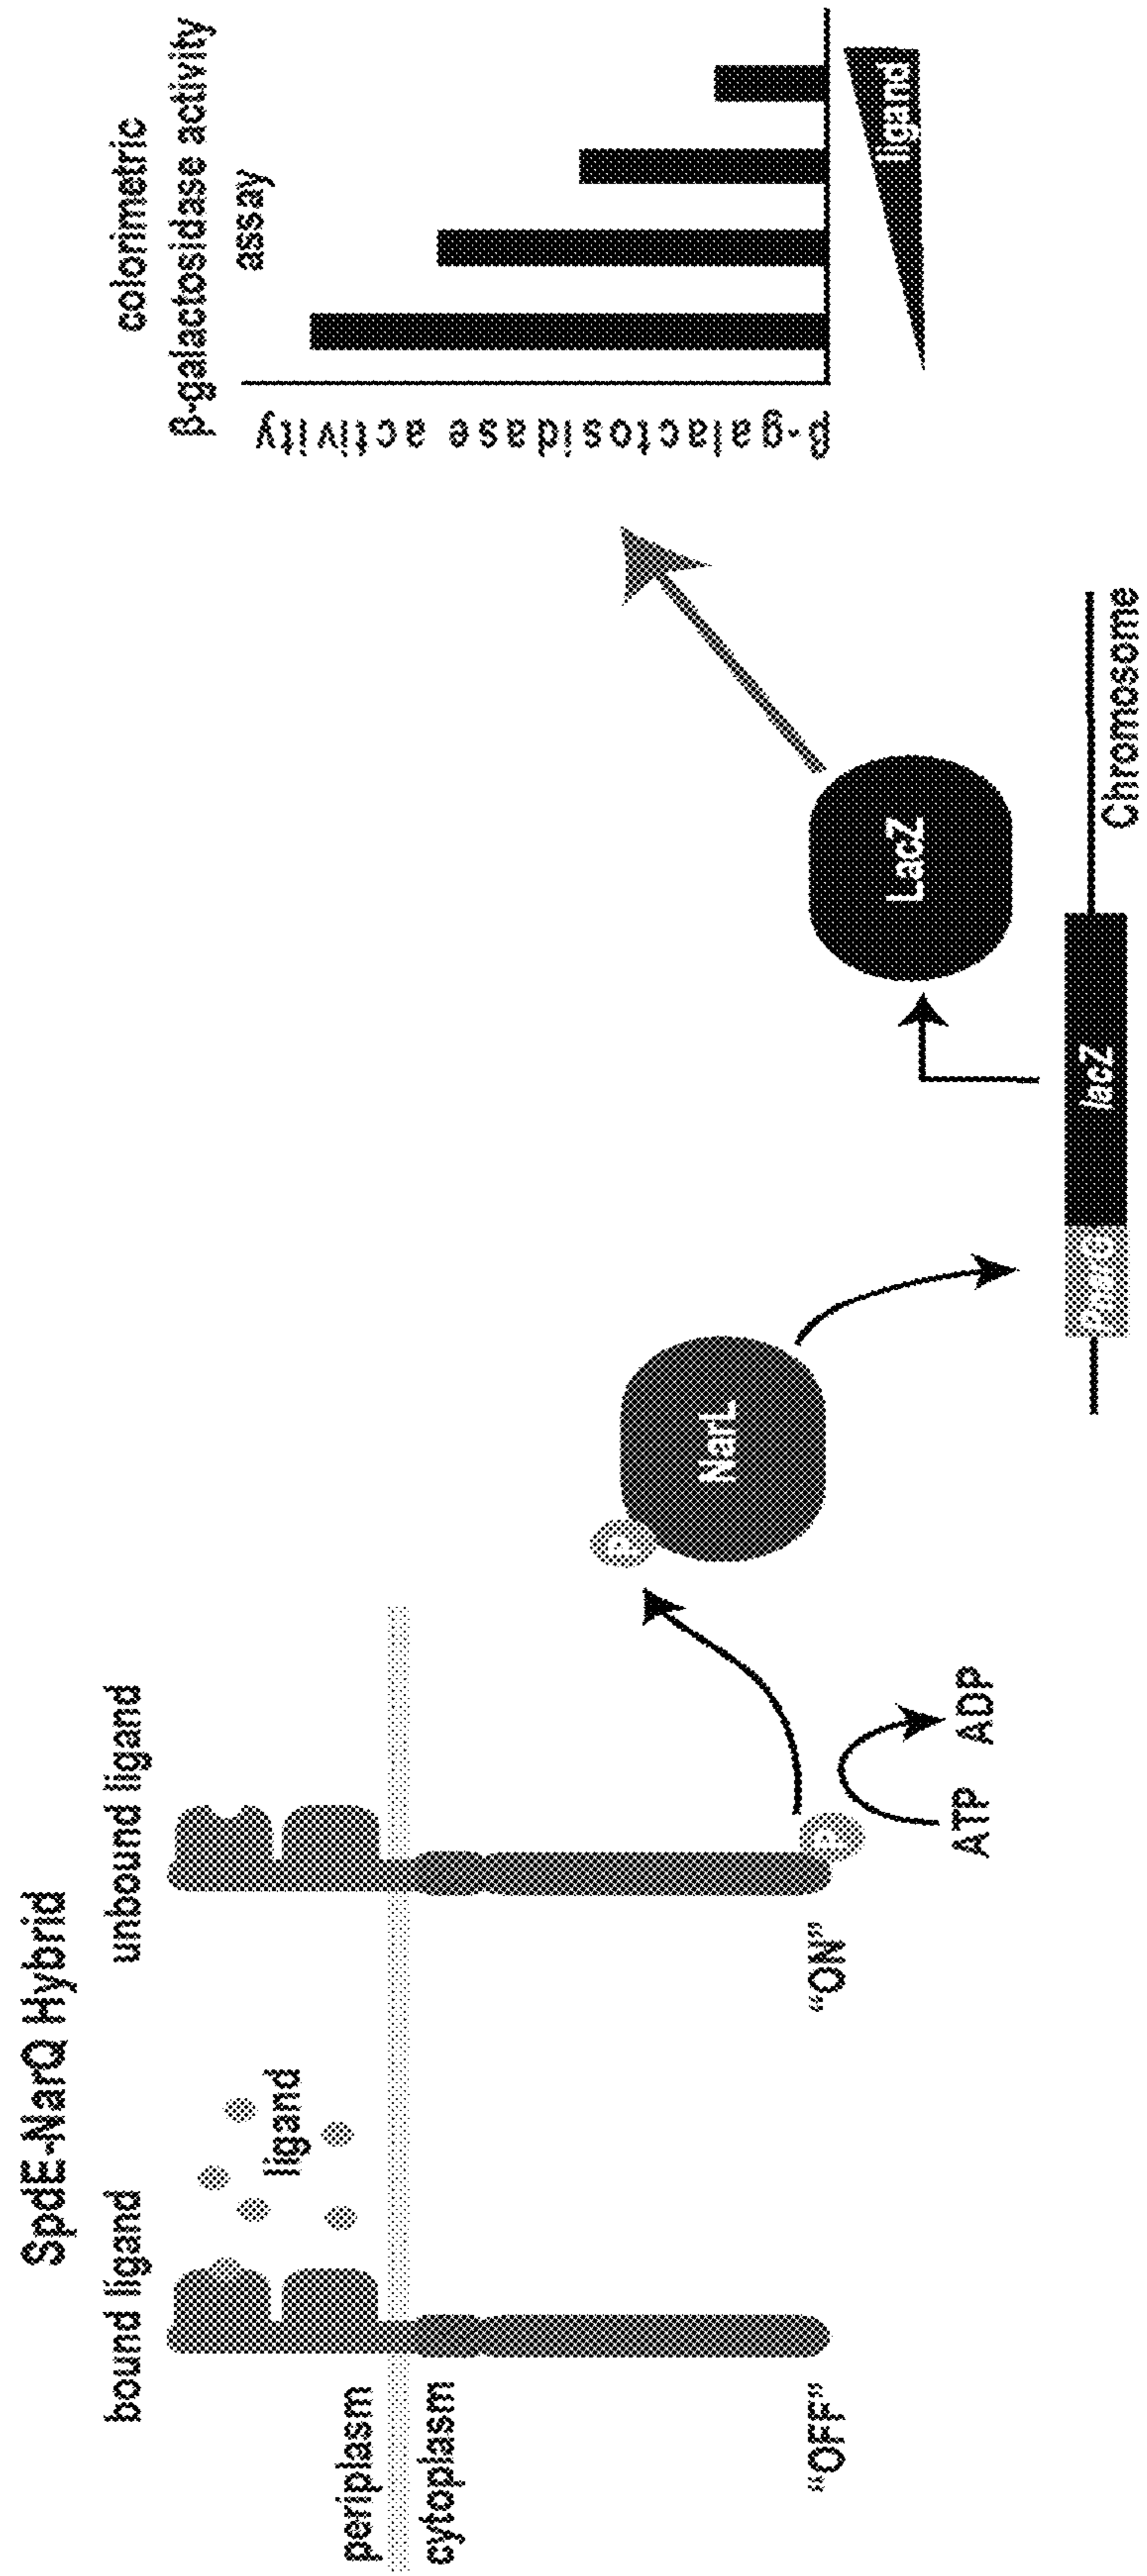 SpdE-NarQ Hybrid
bound ligand
unbound ligand
ligand
periplasm
cytoplasm
"OFF"
"ON"
P
ATP
ADP
P
NarL
PnarG
lacZ
Chromosome
LacZ
colorimetric
β-galactosidase activity
assay
β-galactosidase activity
ligand